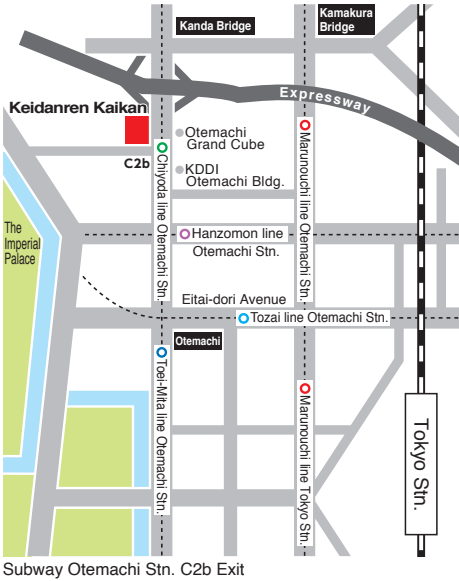 Kanda Bridge
Kamakura
Bridge
Expressway
Keidanren Kaikan
C2b
Otemachi
Grand Cube
KDDI
Otemachi Bldg.
Chiyoda line Otemachi Stn.
Marunouchi line Otemachi Stn.
The
Imperial
Palace
Hanzomon line
Otemachi Stn.
Eitai-dori Avenue
Tozai line Otemachi Stn.
Otemachi
Toei-Mita line Otemachi Stn.
Marunouchi line Tokyo Stn.
Tokyo Stn.
Subway Otemachi Stn. C2b Exit